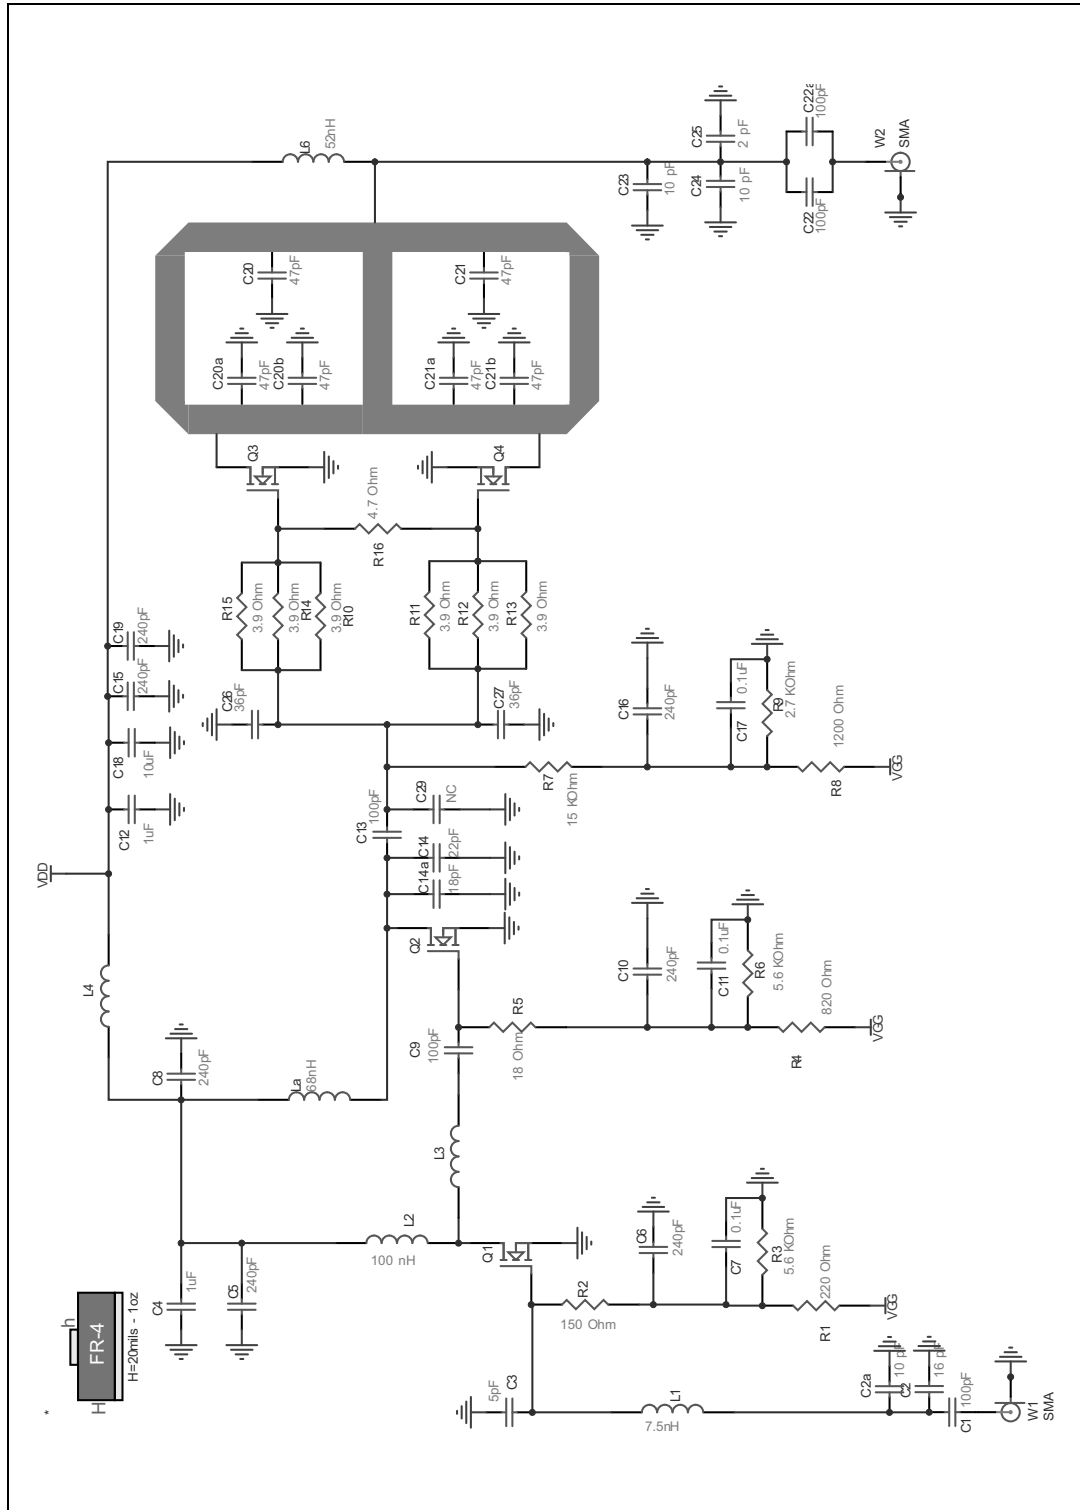 L6
52nH
C25
2 pF
C23
10 pF
C24
10 pF
C22a
100pF
C22
100pF
W2
SMA
C20
47pF
C21
47pF
C20a
47pF
C20b
47pF
C21a
47pF
C21b
47pF
Q3
Q4
4.7 Ohm
R16
R15
3.9 Ohm
R14
3.9 Ohm
R10
3.9 Ohm
R11
3.9 Ohm
R12
3.9 Ohm
R13
3.9 Ohm
C19
240pF
C15
240pF
C18
10uF
C12
1uF
C26
36pF
C27
36pF
C16
240pF
C17
0.1uF
R9
2.7 KOhm
R8
1200 Ohm
VGG
R7
15 KOhm
C13
100pF
C29
NC
C14
22pF
C14a
18pF
VDD
Q2
L4
C10
240pF
C11
0.1uF
R6
5.6 KOhm
R4
820 Ohm
VGG
R5
18 Ohm
C9
100pF
C8
240pF
La
68nH
L3
L2
100 nH
Q1
C6
240pF
C7
0.1uF
R3
5.6 KOhm
R1
220 Ohm
VGG
R2
150 Ohm
C4
1uF
C5
240pF
h
FR-4
H
H=20mils - 1oz
*
C3
5pF
L1
7.5nH
C2a
10 pF
C2
16 pF
C1
100pF
W1
SMA